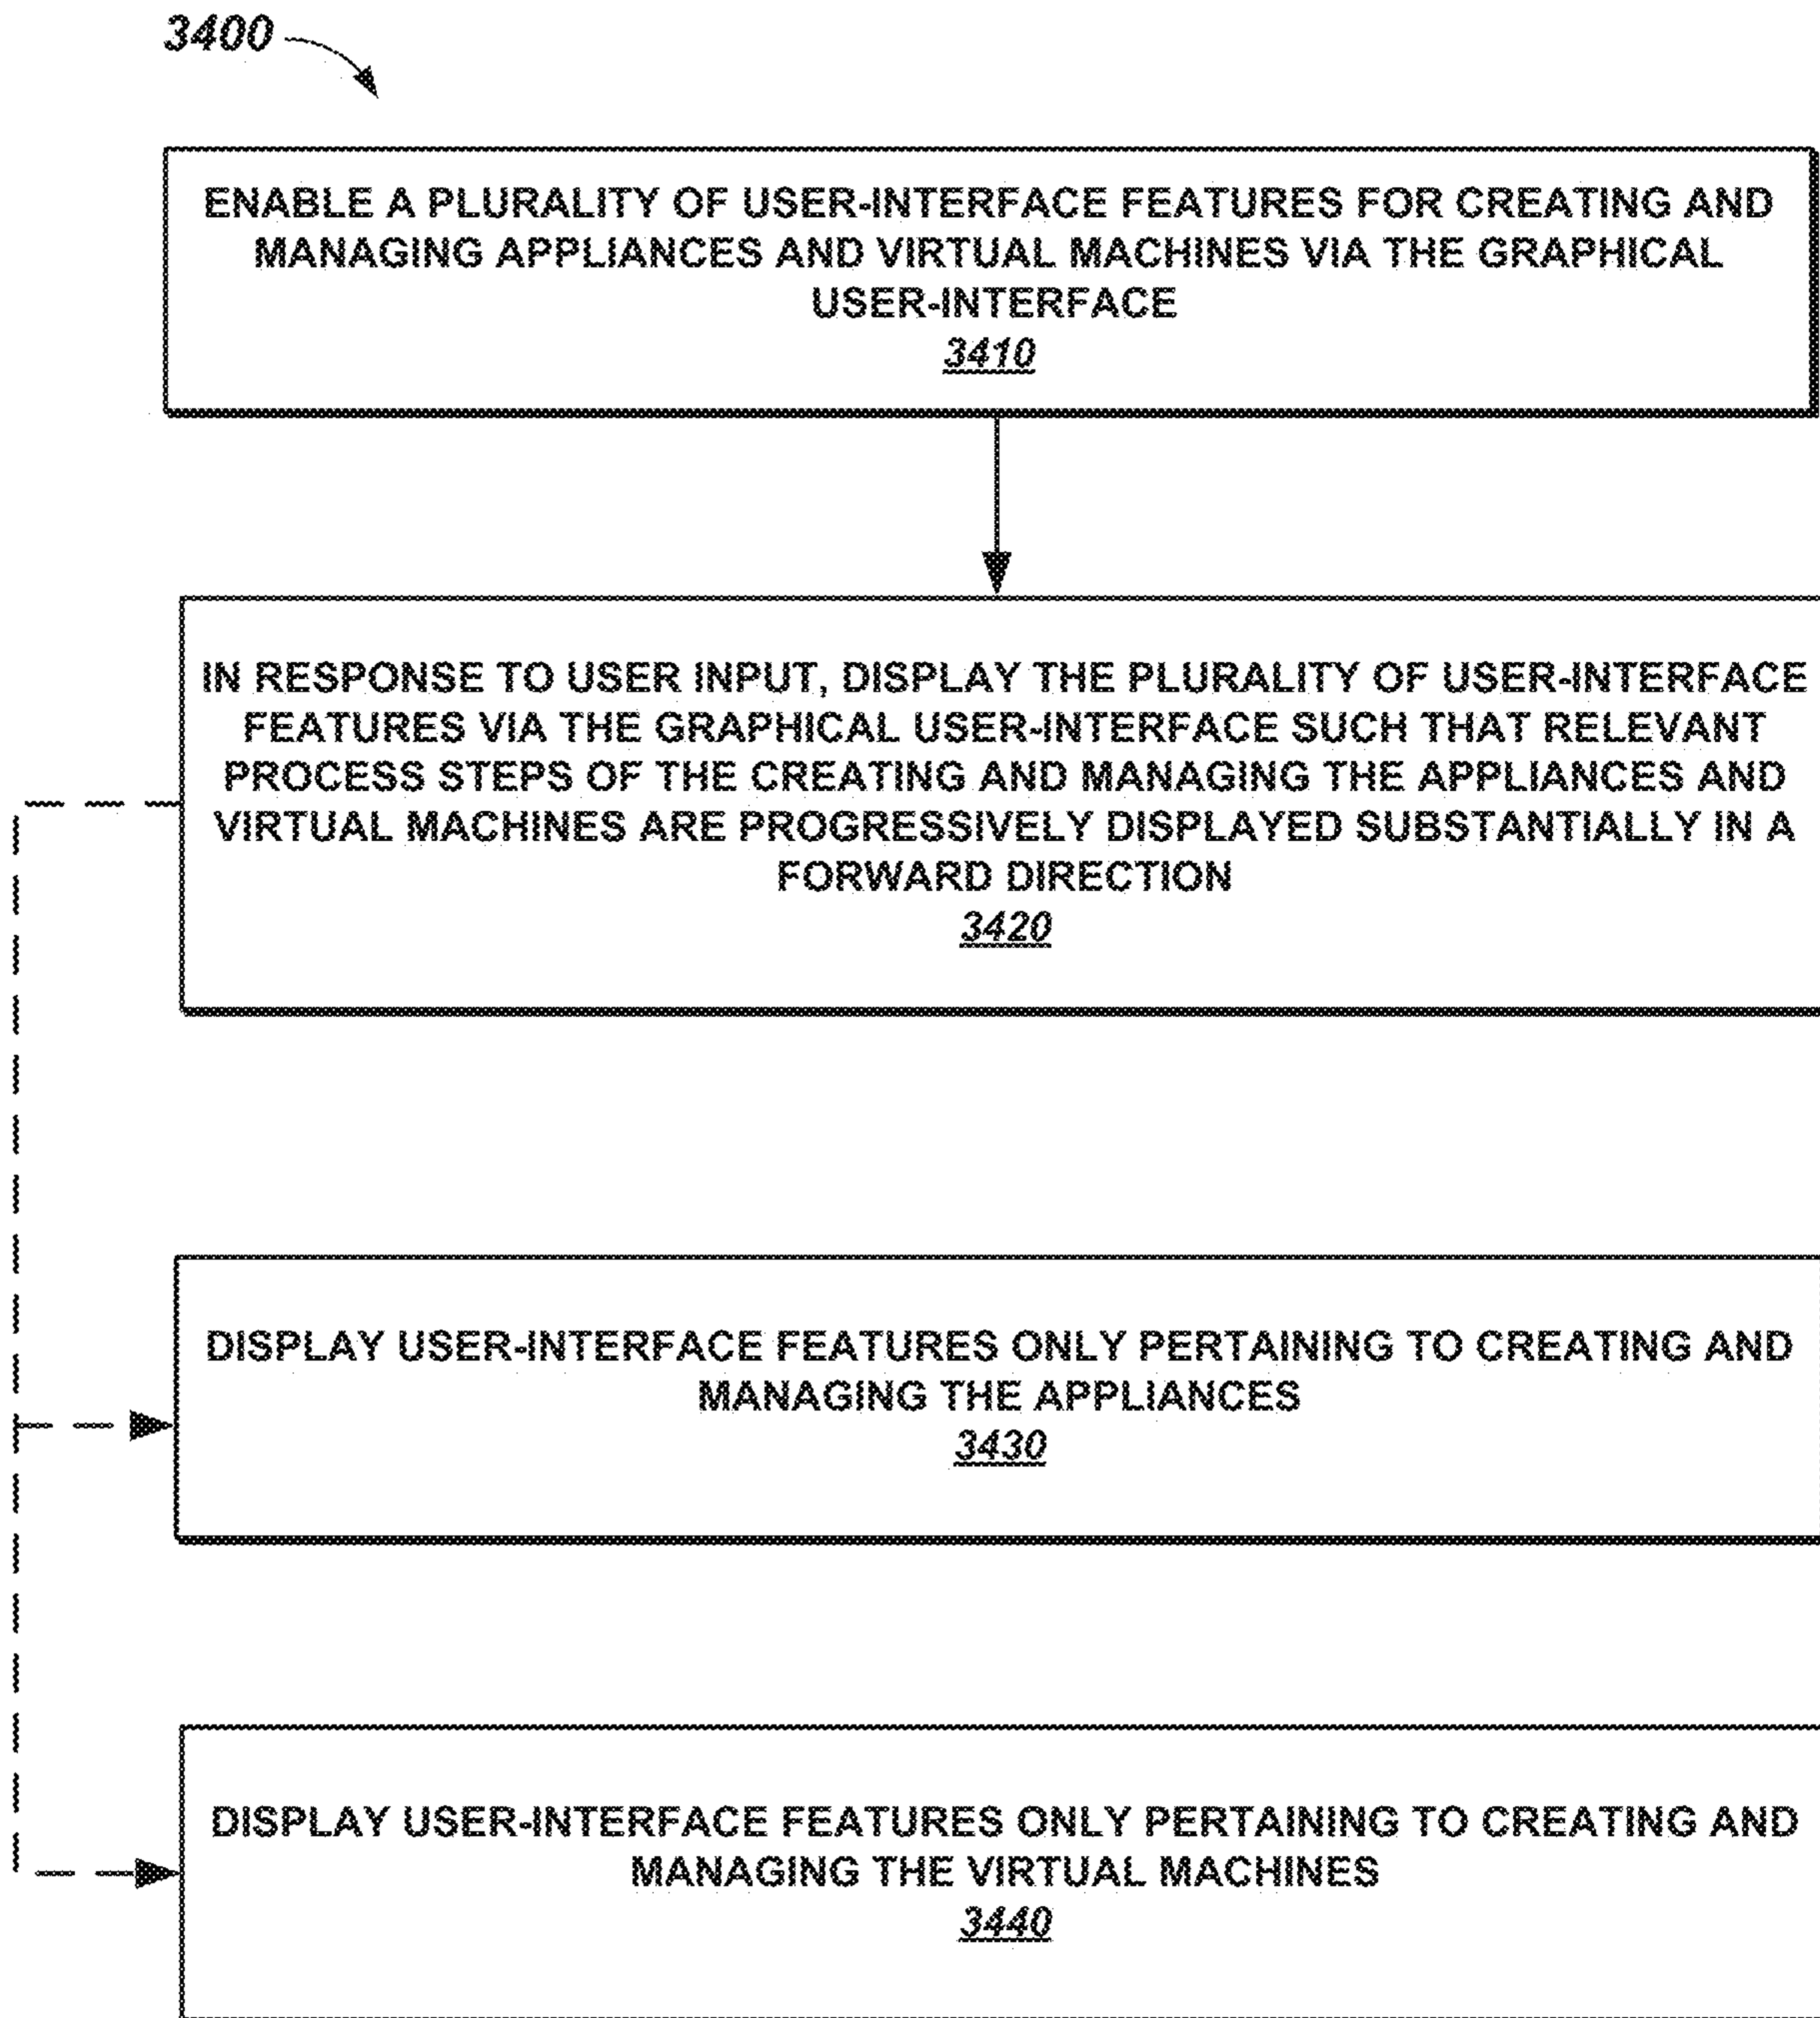 3400
ENABLE A PLURALITY OF USER-INTERFACE FEATURES FOR CREATING AND
MANAGING APPLIANCES AND VIRTUAL MACHINES VIA THE GRAPHICAL
USER-INTERFACE
3410
IN RESPONSE TO USER INPUT, DISPLAY THE PLURALITY OF USER-INTERFACE
FEATURES VIA THE GRAPHICAL USER-INTERFACE SUCH THAT RELEVANT
PROCESS STEPS OF THE CREATING AND MANAGING THE APPLIANCES AND
VIRTUAL MACHINES ARE PROGRESSIVELY DISPLAYED SUBSTANTIALLY IN A
FORWARD DIRECTION
3420
DISPLAY USER-INTERFACE FEATURES ONLY PERTAINING TO CREATING AND
MANAGING THE APPLIANCES
3430
DISPLAY USER-INTERFACE FEATURES ONLY PERTAINING TO CREATING AND
MANAGING THE VIRTUAL MACHINES
3440